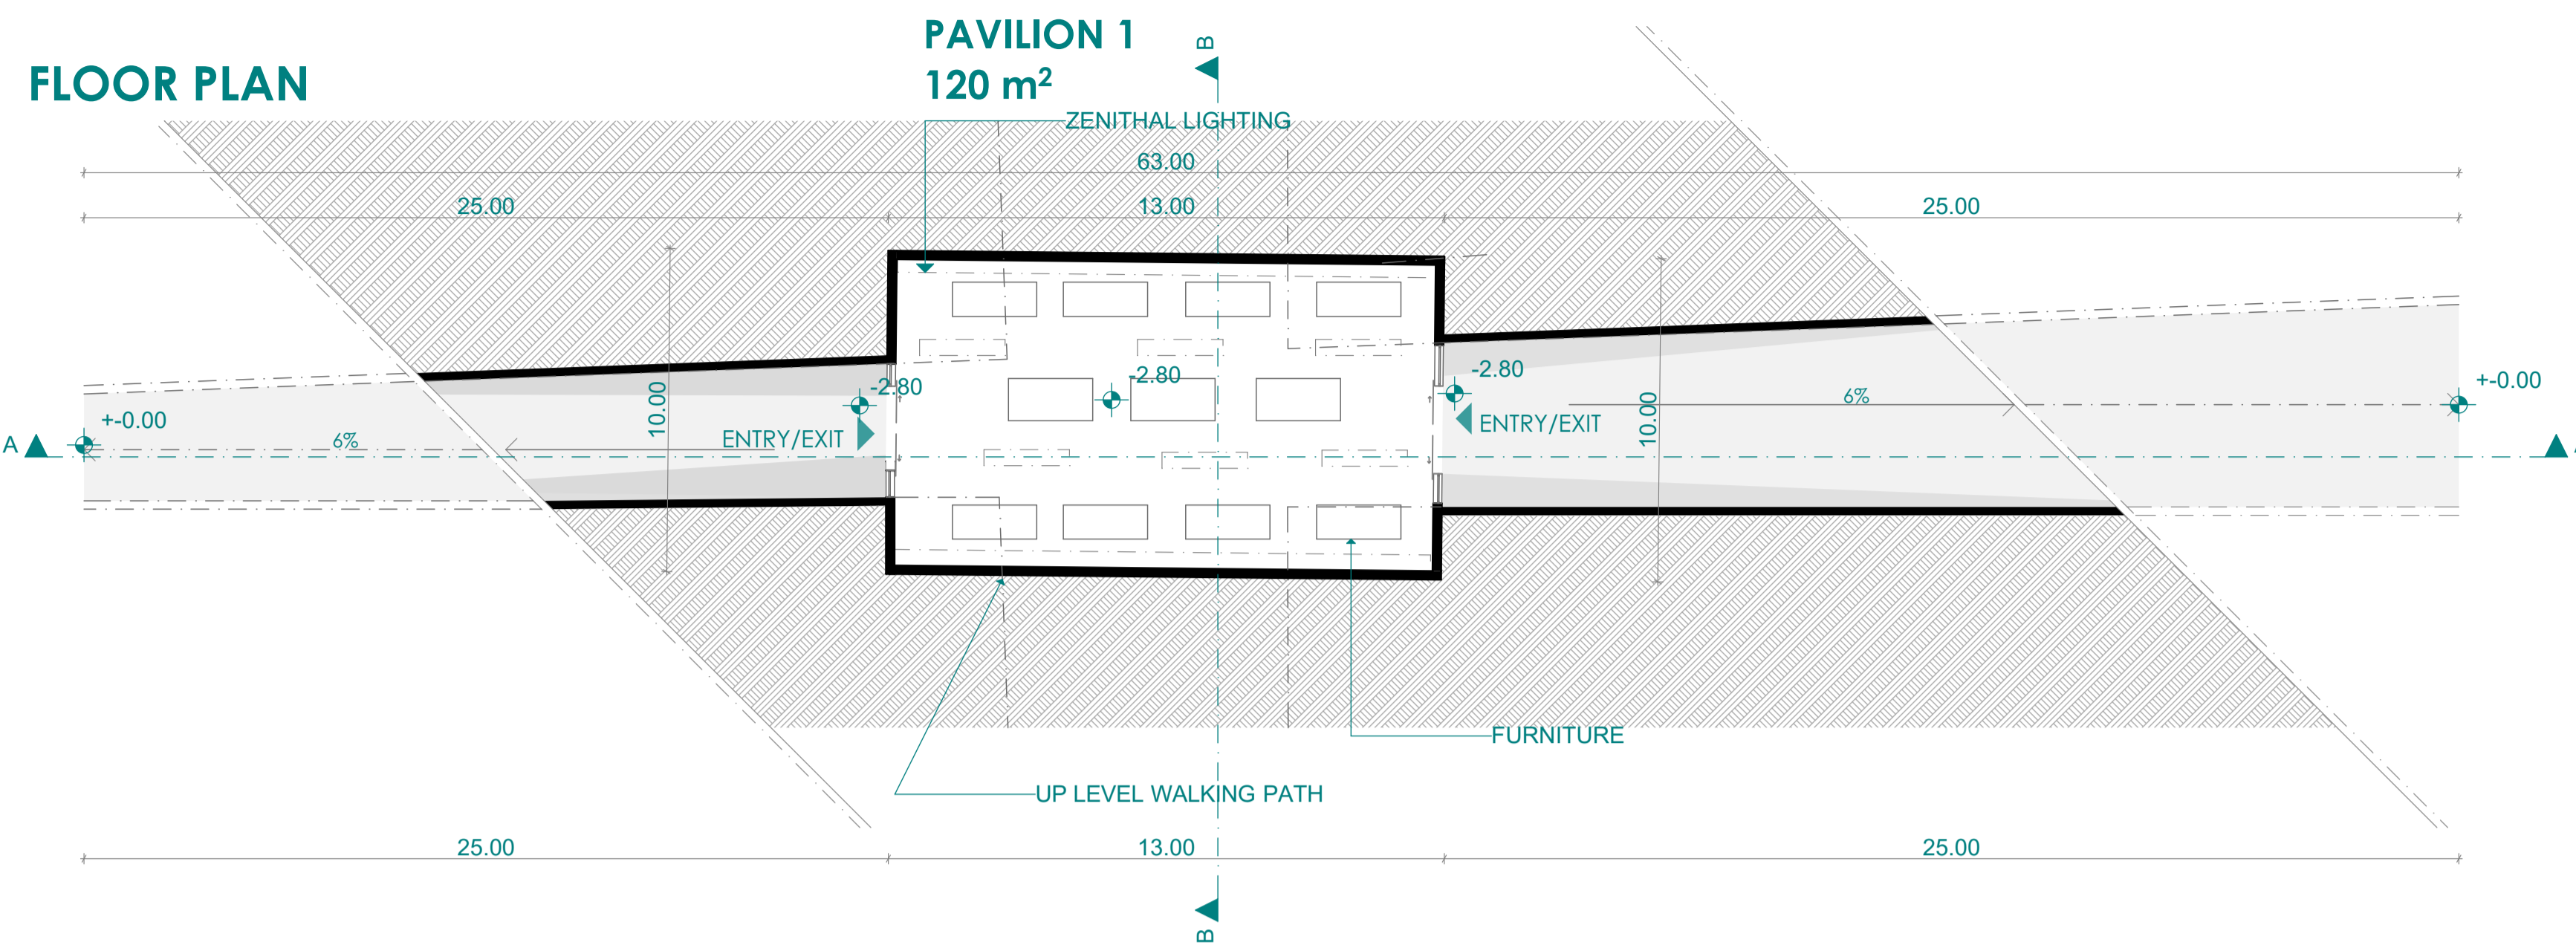 PAVILION 1
120 m²
FLOOR PLAN
B
ZENITHAL LIGHTING
63.00
25.00
13.00
25.00
-2.80
-2.80
-2.80
+-0.00
+-0.00
6%
6%
10.00
10.00
ENTRY/EXIT
ENTRY/EXIT
A
FURNITURE
UP LEVEL WALKING PATH
25.00
13.00
25.00
B